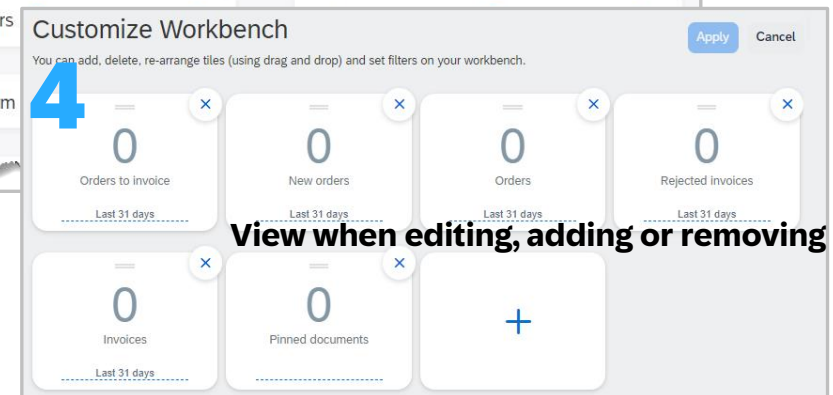 rs
m
Customize Workbench
Apply
Cancel
You can add, delete, re-arrange tiles (using drag and drop) and set filters on your workbench.
4
0
0
0
0
Orders to invoice
New orders
Orders
Rejected invoices
Last 31 days
Last 31 days
Last 31 days
Last 31 days
View when editing, adding or removing
0
0
Invoices
Pinned documents
Last 31 days